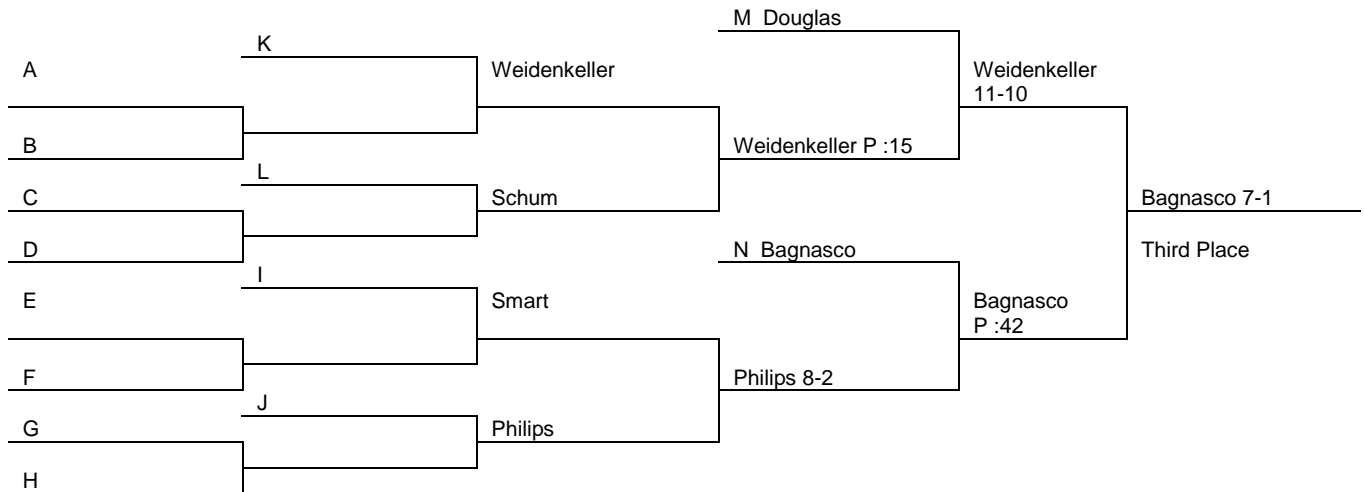 M Douglas
K
A
Weidenkeller
Weidenkeller
11-10
B
Weidenkeller P :15
L
C
Schum
Bagnasco 7-1
D
N Bagnasco
Third Place
I
E
Smart
Bagnasco
P :42
F
Philips 8-2
J
G
Philips
H